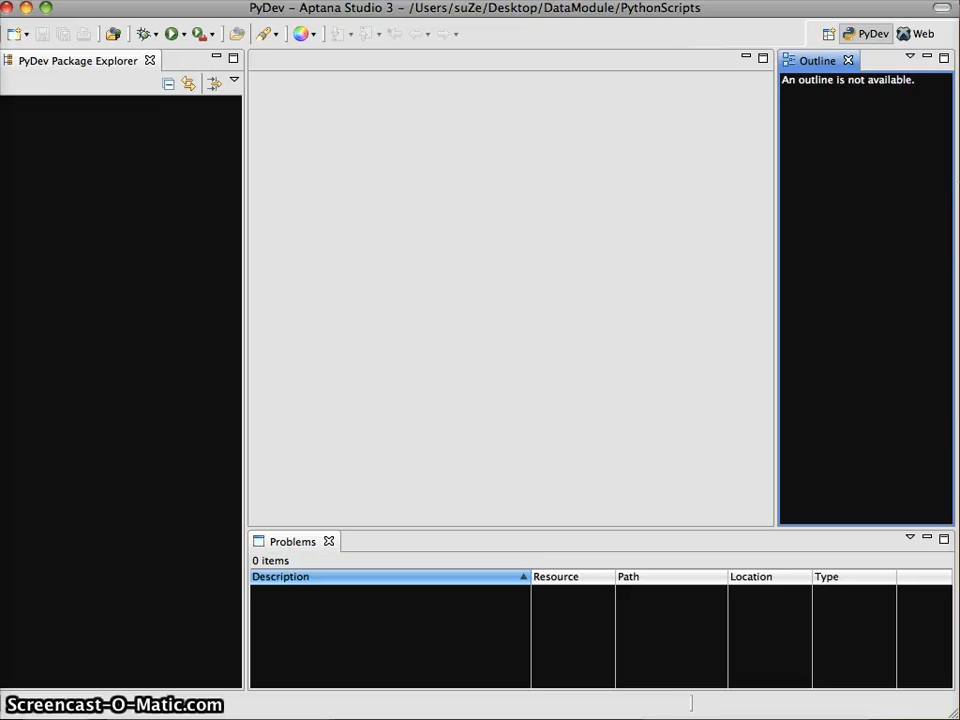 PyDev - Aptana Studio 3 - /Users/suZe/Desktop/DataModule/PythonScripts
PyDev
Web
PyDev Package Explorer
Outline
An outline is not available.
Problems
0 items
Description
Resource
Path
Location
Type
Screencast-O-Matic.com